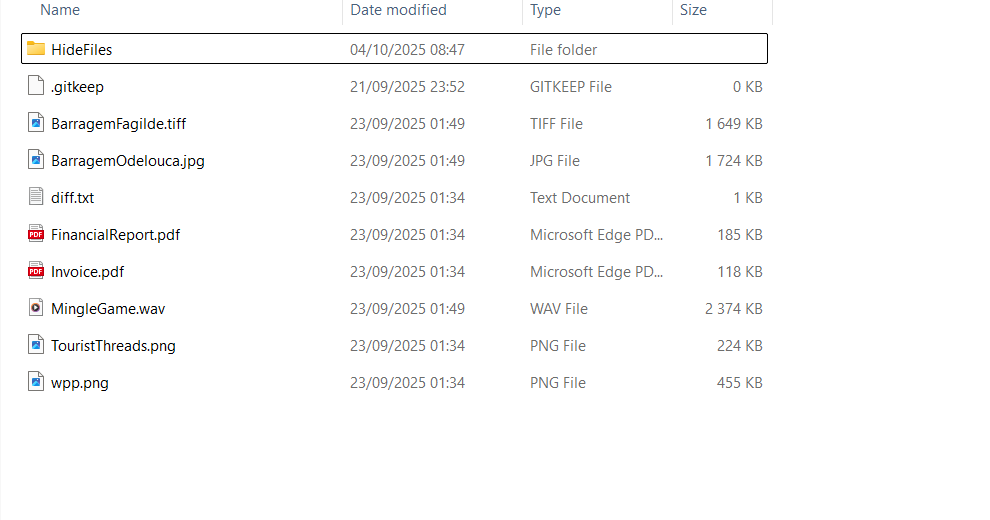 Name Date modified Type Size
HideFiles 04/10/2025 08:47 File folder
.gitkeep 21/09/2025 23:52 GITKEEP File 0 KB
BarragemFagilde.tiff 23/09/2025 01:49 TIFF File 1 649 KB
BarragemOdelouca.jpg 23/09/2025 01:49 JPG File 1 724 KB
diff.txt 23/09/2025 01:34 Text Document 1 KB
PDF FinancialReport.pdf 23/09/2025 01:34 Microsoft Edge PD... 185 KB
PDF Invoice.pdf 23/09/2025 01:34 Microsoft Edge PD... 118 KB
MingleGame.wav 23/09/2025 01:49 WAV File 2 374 KB
TouristThreads.png 23/09/2025 01:34 PNG File 224 KB
wpp.png 23/09/2025 01:34 PNG File 455 KB